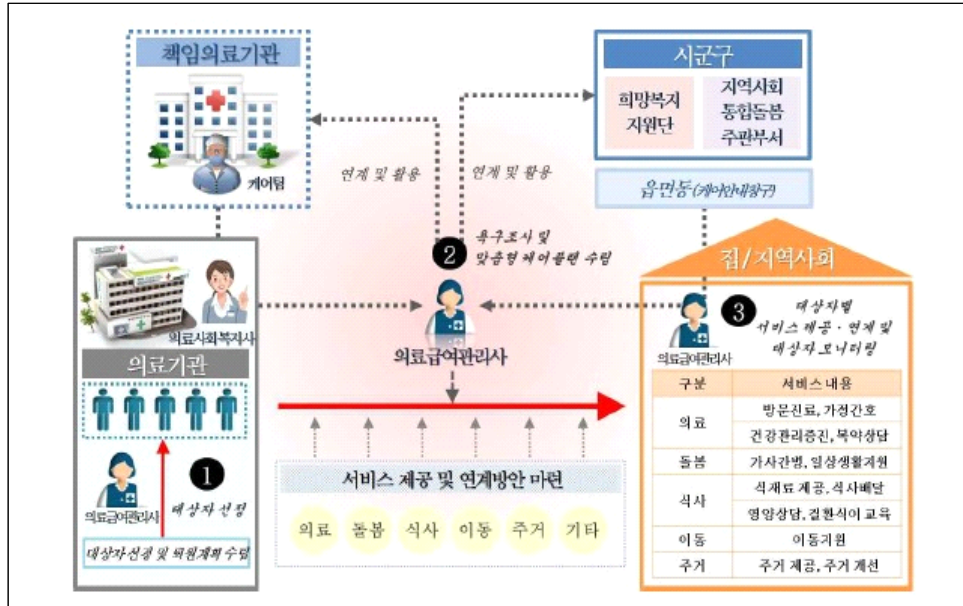 책임의료기관
케어팀
시군구
희망복지
지원단
지역사회
통합돌봄
주관부서
읍면동(케어안내창구)
연계 및 활용
연계 및 활용
2
욕구조사 및
맞춤형 케어플랜 수립
의료급여관리사
의료사회복지사
의료기관
1
대상자 선정
의료급여관리사
대상자 선정 및 퇴원계획 수립
서비스 제공 및 연계방안 마련
의료 돌봄 식사 이동 주거 기타
집/지역사회
3
대상자별
서비스 제공·연계 및
대상자 모니터링
의료급여관리사
구분 서비스 내용
의료 방문진료, 가정간호
건강관리증진, 복약상담
돌봄 가사간병, 일상생활지원
식사 식재료 제공, 식사배달
영양상담, 질환식이 교육
이동 이동지원
주거 주거 제공, 주거 개선